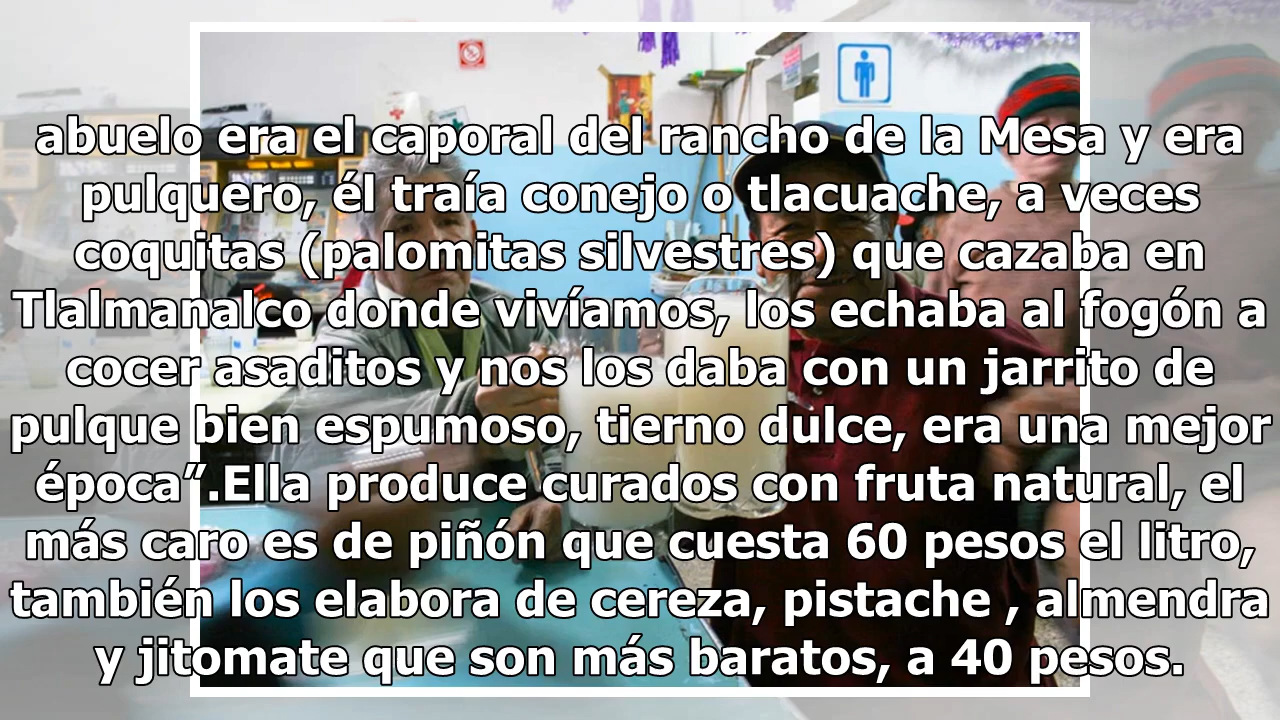 abuelo era el caporal del rancho de la Mesa y era
pulquero, él traía conejo o tlacuache, a veces
coquitas (palomitas silvestres) que cazaba en
Tlalmanalco donde vivíamos, los echaba al fogón a
cocer asaditos y nos los daba con un jarrito de
pulque bien espumoso, tierno dulce, era una mejor
época”.Ella produce curados con fruta natural, el
más caro es de piñón que cuesta 60 pesos el litro,
también los elabora de cereza, pistache , almendra
y jitomate que son más baratos, a 40 pesos.